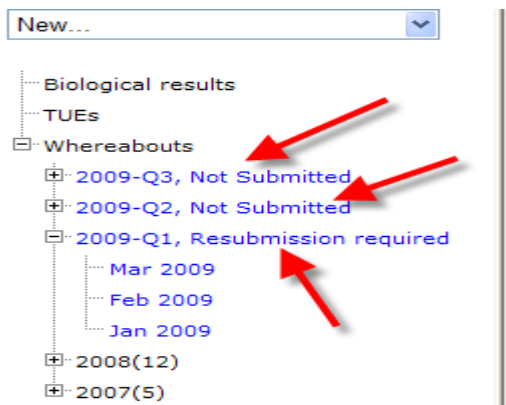 New...
Biological results
TUEs
Whereabouts
2009-Q3, Not Submitted
2009-Q2, Not Submitted
2009-Q1, Resubmission required
Mar 2009
Feb 2009
Jan 2009
2008(12)
2007(5)